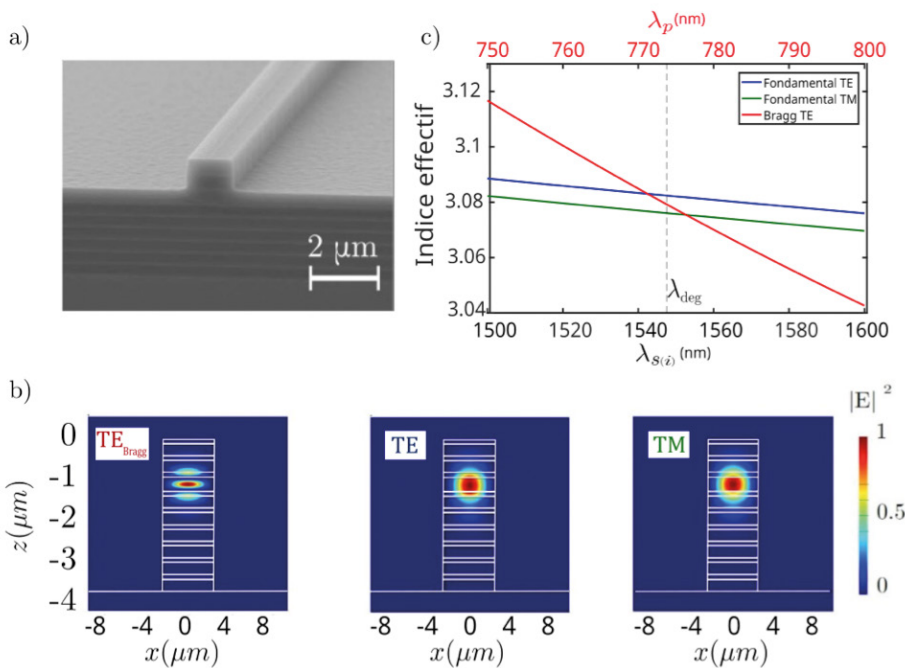 a)
2 μm
c)
λp(nm)
750 760 770 780 790 800
Indice effectif
3.12
3.1
3.08
3.06
3.04
Fondamental TE
Fondamental TM
Bragg TE
λdeg
1500 1520 1540 1560 1580 1600
λs(i)(nm)
b)
|E|²
TEBragg
TE
TM
z(μm)
0
-1
-2
-3
-4
1
0.5
0
-8 -4 0 4 8
x(μm)
-8 -4 0 4 8
x(μm)
-8 -4 0 4 8
x(μm)